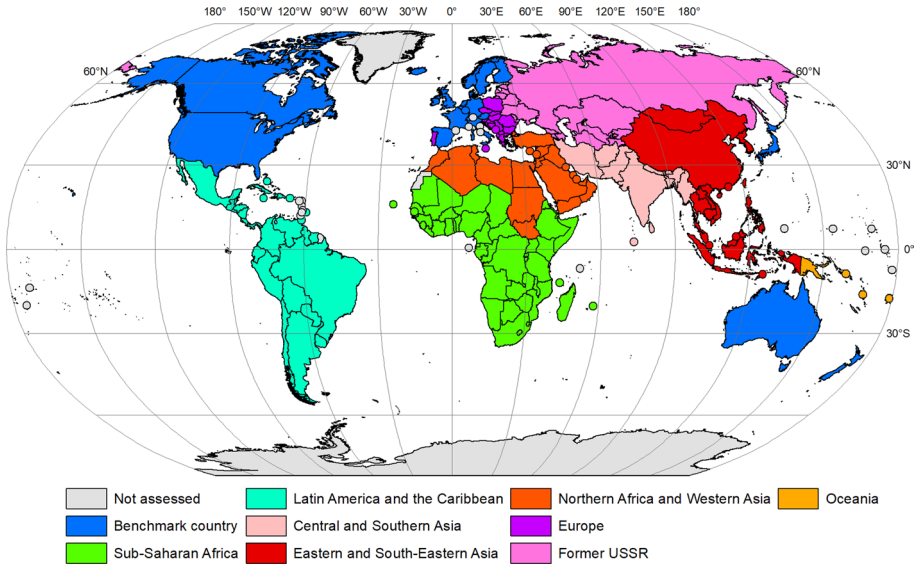 180° 150°W 120°W 90°W 60°W 30°W 0° 30°E 60°E 90°E 120°E 150°E 180°
60°N 60°N
30°N
0°
30°S
Not assessed Latin America and the Caribbean Northern Africa and Western Asia Oceania
Benchmark country Central and Southern Asia Europe
Sub-Saharan Africa Eastern and South-Eastern Asia Former USSR